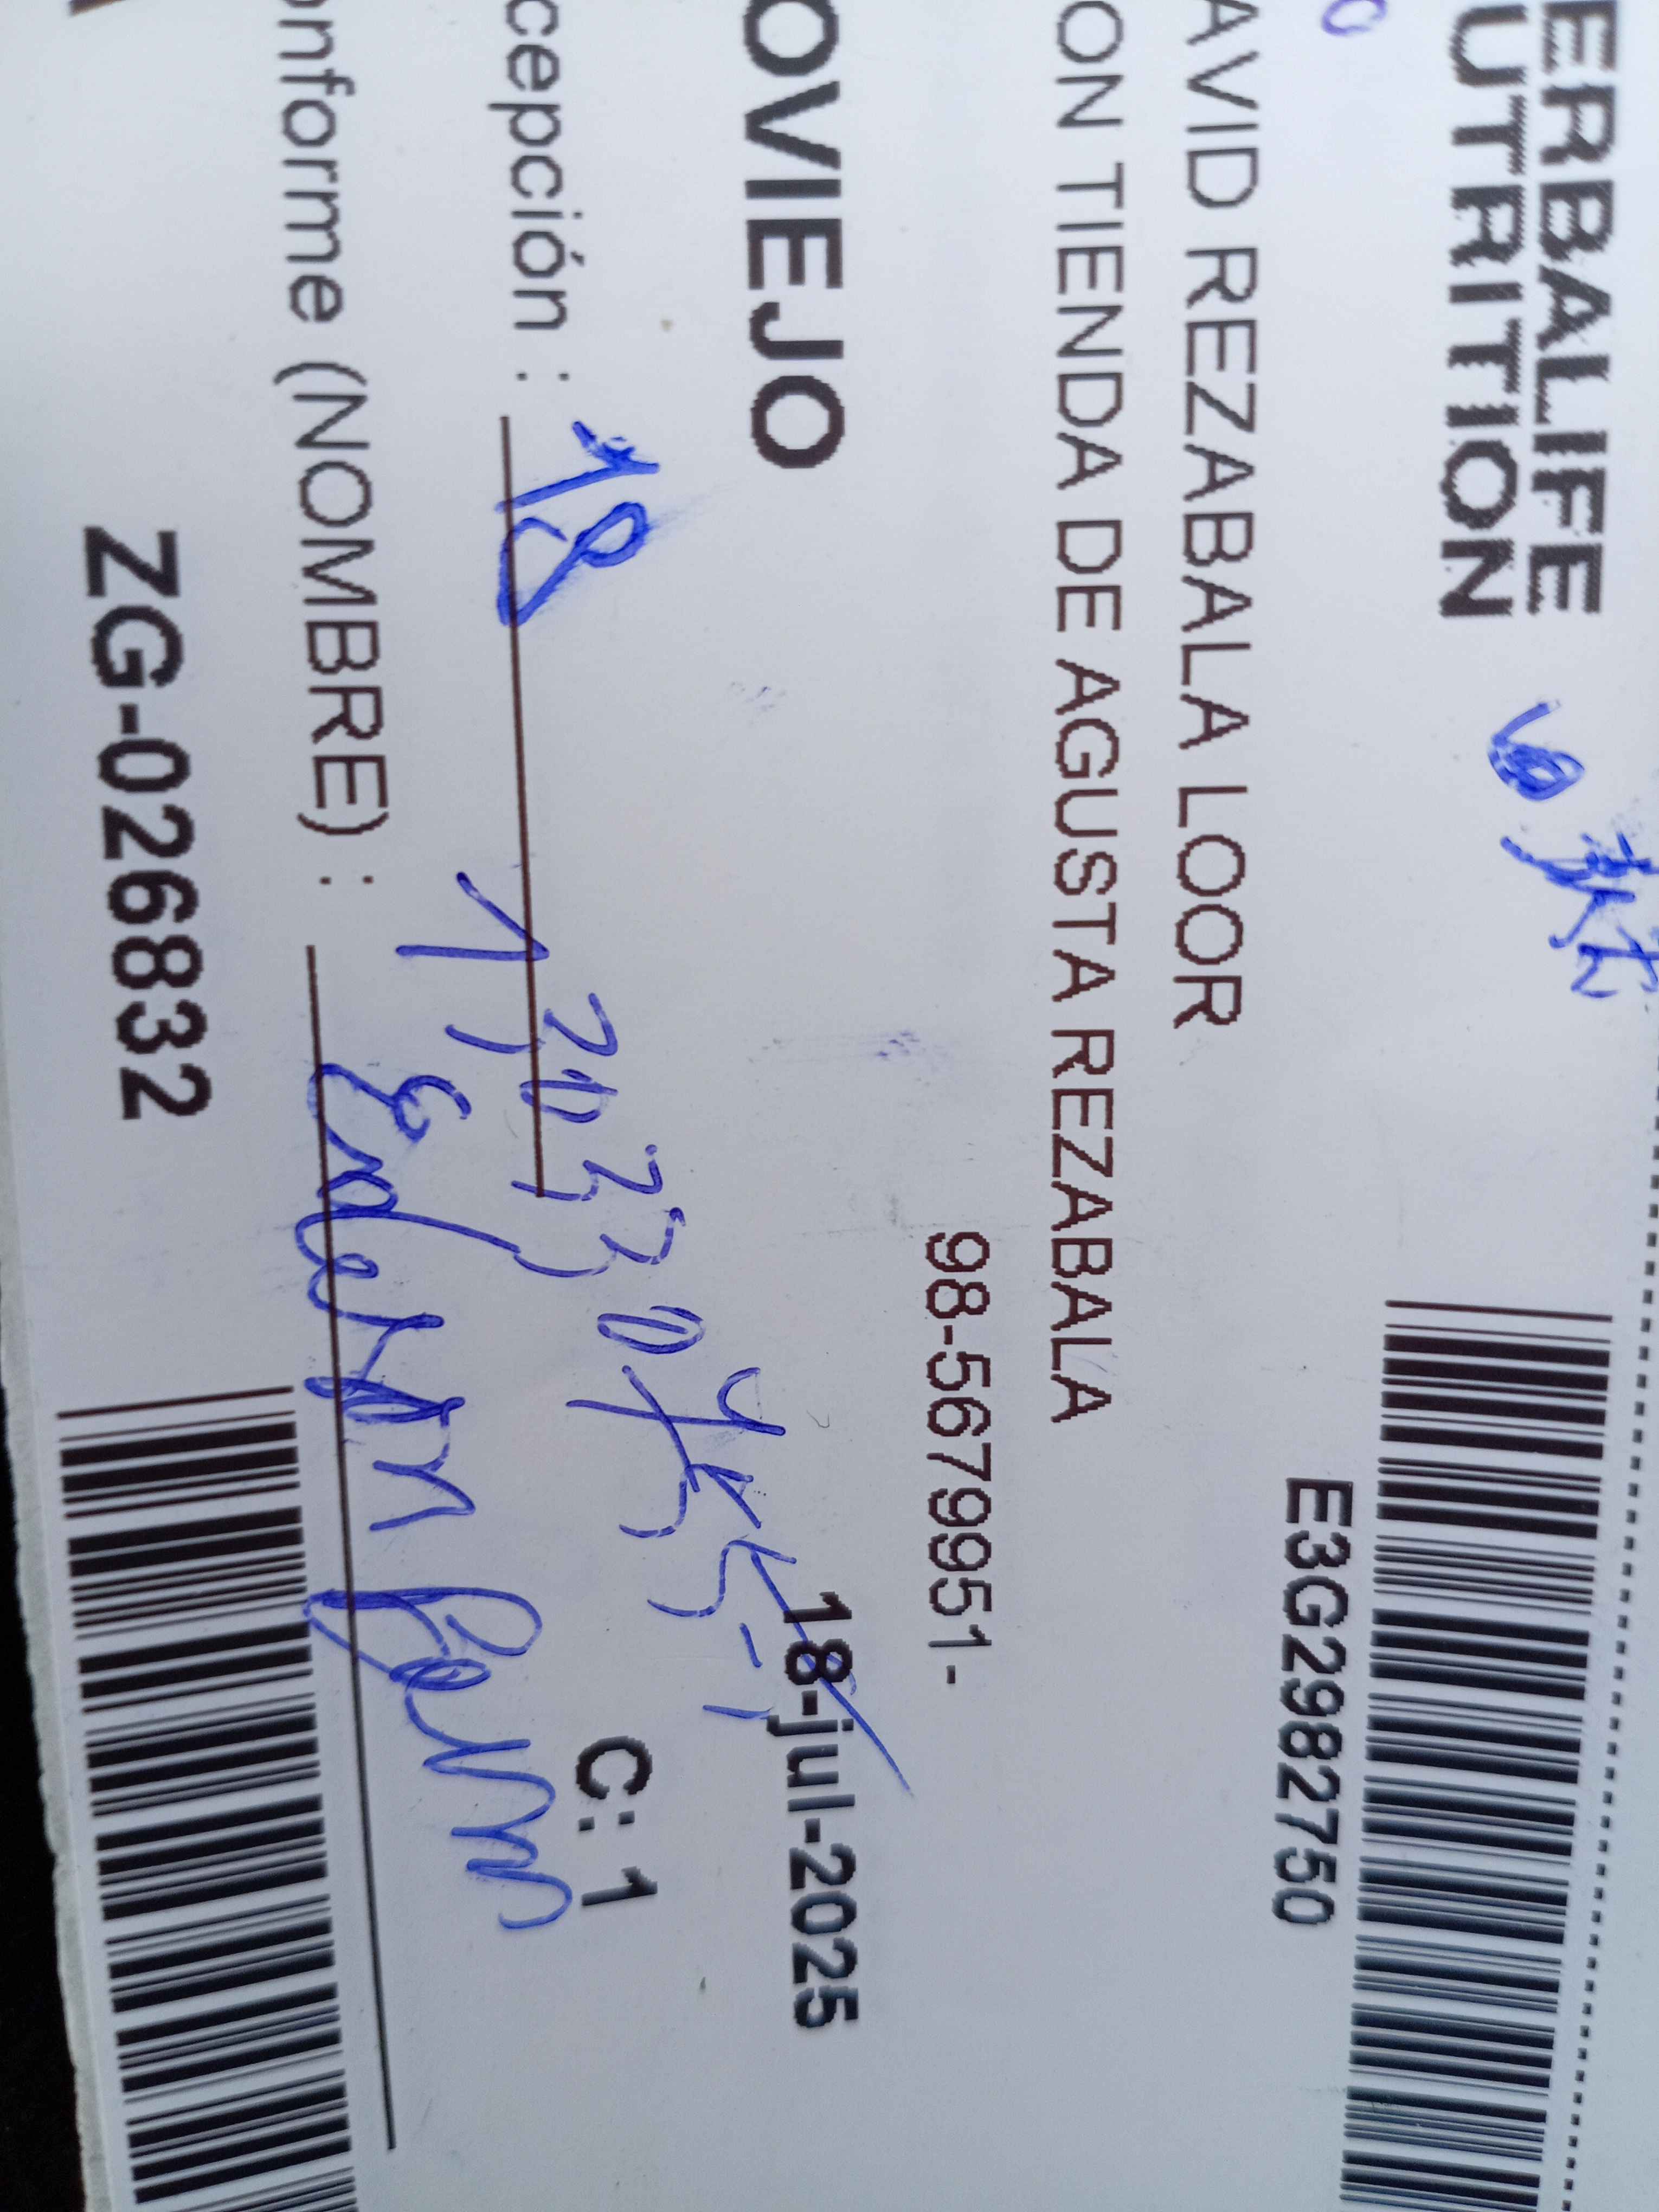 ERBALIFE
UTRITION
E3G2982750
AVID REZABALA LOOR
ON TIENDA DE AGUSTA REZABALA
98-5679951-
OVIEJO
18-jul-2025
cepción : 18
C: 1
onforme (NOMBRE) : Enderson
ZG-026832